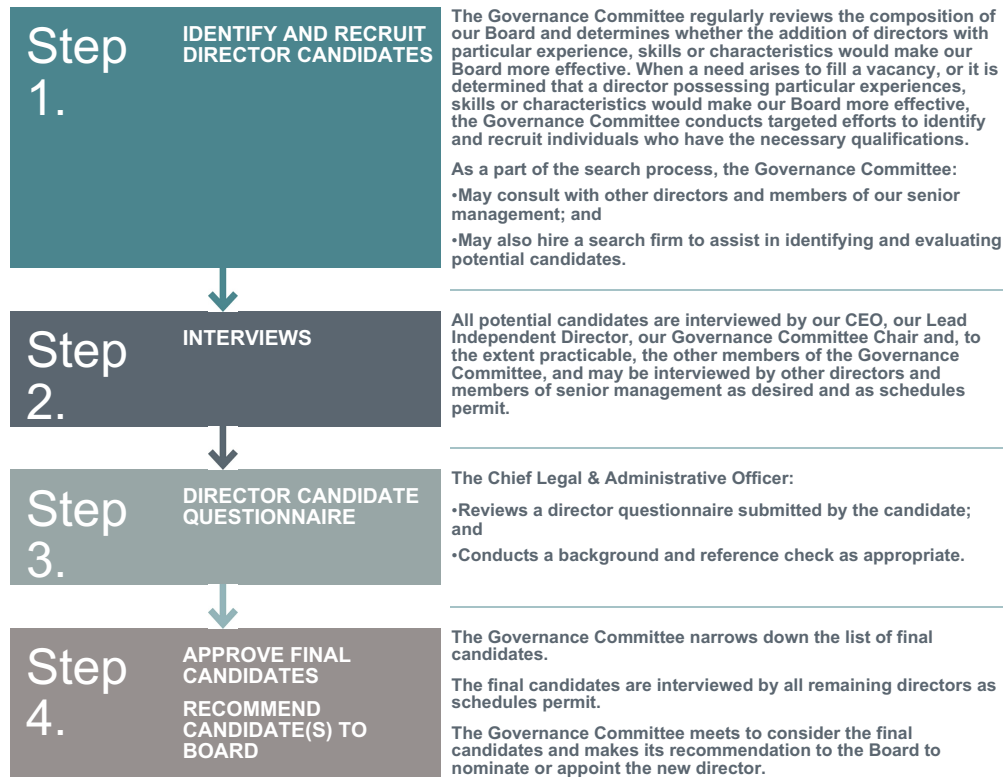 Step
1.
IDENTIFY AND RECRUIT
DIRECTOR CANDIDATES
The Governance Committee regularly reviews the composition of
our Board and determines whether the addition of directors with
particular experience, skills or characteristics would make our
Board more effective. When a need arises to fill a vacancy, or it is
determined that a director possessing particular experiences,
skills or characteristics would make our Board more effective,
the Governance Committee conducts targeted efforts to identify
and recruit individuals who have the necessary qualifications.
As a part of the search process, the Governance Committee:
•May consult with other directors and members of our senior
management; and
•May also hire a search firm to assist in identifying and evaluating
potential candidates.
Step
2.
INTERVIEWS
All potential candidates are interviewed by our CEO, our Lead
Independent Director, our Governance Committee Chair and, to
the extent practicable, the other members of the Governance
Committee, and may be interviewed by other directors and
members of senior management as desired and as schedules
permit.
Step
3.
DIRECTOR CANDIDATE
QUESTIONNAIRE
The Chief Legal & Administrative Officer:
•Reviews a director questionnaire submitted by the candidate;
and
•Conducts a background and reference check as appropriate.
Step
4.
APPROVE FINAL
CANDIDATES
RECOMMEND
CANDIDATE(S) TO
BOARD
The Governance Committee narrows down the list of final
candidates.
The final candidates are interviewed by all remaining directors as
schedules permit.
The Governance Committee meets to consider the final
candidates and makes its recommendation to the Board to
nominate or appoint the new director.